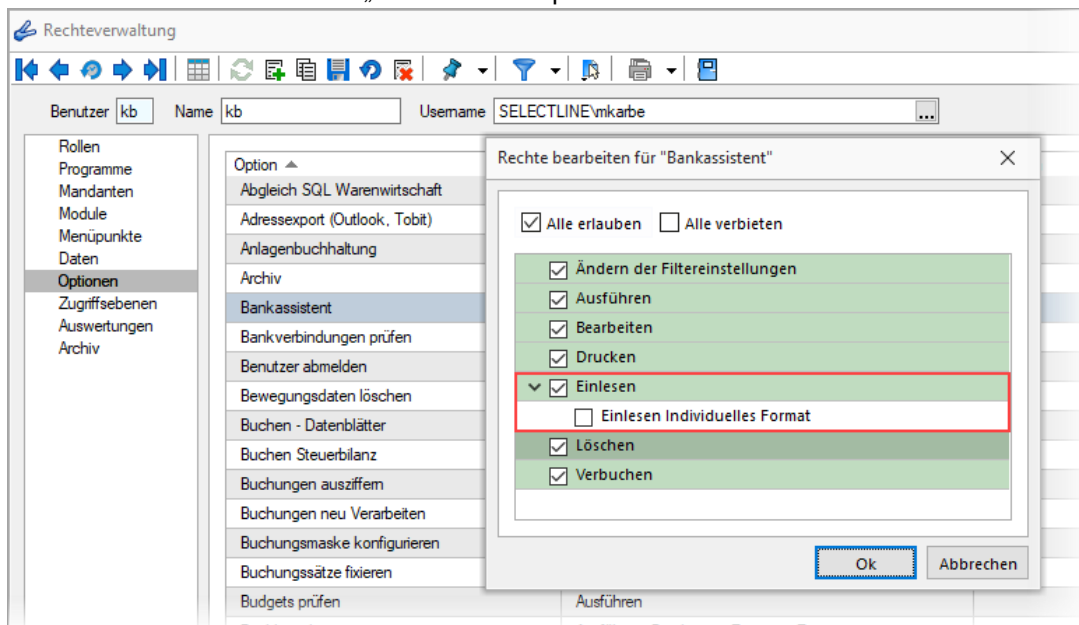 Rechteverwaltung
Benutzer kb Name kb Username SELECTLINE\mkarbe ...
Rollen
Programme
Mandanten
Module
Menüpunkte
Daten
Optionen
Zugriffsebenen
Auswertungen
Archiv
Option
Abgleich SQL Warenwirtschaft
Adressexport (Outlook, Tobit)
Anlagenbuchhaltung
Archiv
Bankassistent
Bankverbindungen prüfen
Benutzer abmelden
Bewegungsdaten löschen
Buchen - Datenblätter
Buchen Steuerbilanz
Buchungen ausziffern
Buchungen neu Verarbeiten
Buchungsmaske konfigurieren
Buchungssätze fixieren
Budgets prüfen Ausführen
Rechte bearbeiten für "Bankassistent"
Alle erlauben Alle verbieten
Ändern der Filtereinstellungen
Ausführen
Bearbeiten
Drucken
Einlesen
Einlesen Individuelles Format
Löschen
Verbuchen
Ok Abbrechen